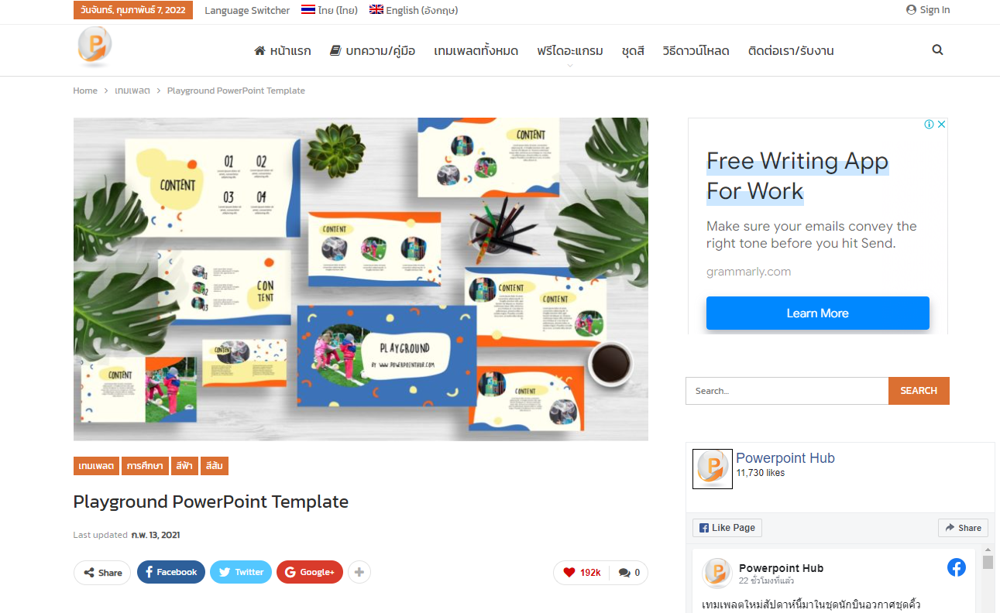 วันจันทร์, กุมภาพันธ์ 7, 2022
Language Switcher ไทย (ไทย) English (อังกฤษ)
Sign In
หน้าแรก บทความ/คู่มือ เทมเพลตทั้งหมด ฟรีไดอะแกรม ชุดสี วิธีดาวน์โหลด ติดต่อเรา/รับงาน
Home > เทมเพลต > Playground PowerPoint Template
CONTENT
01 02
03 04
CONTENT
CONTENT
01
02
03
CON
TENT
CONTENT
CONTENT
CONTENT
CONTENT
PLAYGROUND
BY WWW.POWERPOINTHUB.COM
CONTENT
CONTENT
เทมเพลต การศึกษา สีฟ้า สีส้ม
Playground PowerPoint Template
Last updated ก.พ. 13, 2021
Share Facebook Twitter Google+
192k 0
Free Writing App
For Work
Make sure your emails convey the
right tone before you hit Send.
grammarly.com
Learn More
Search...
SEARCH
Powerpoint Hub
11,730 likes
Like Page
Share
Powerpoint Hub
22 ชั่วโมงที่แล้ว
เทมเพลตใหม่สัปดาห์นี้มาในชุดนักบินอวกาศชุดคิ้ว